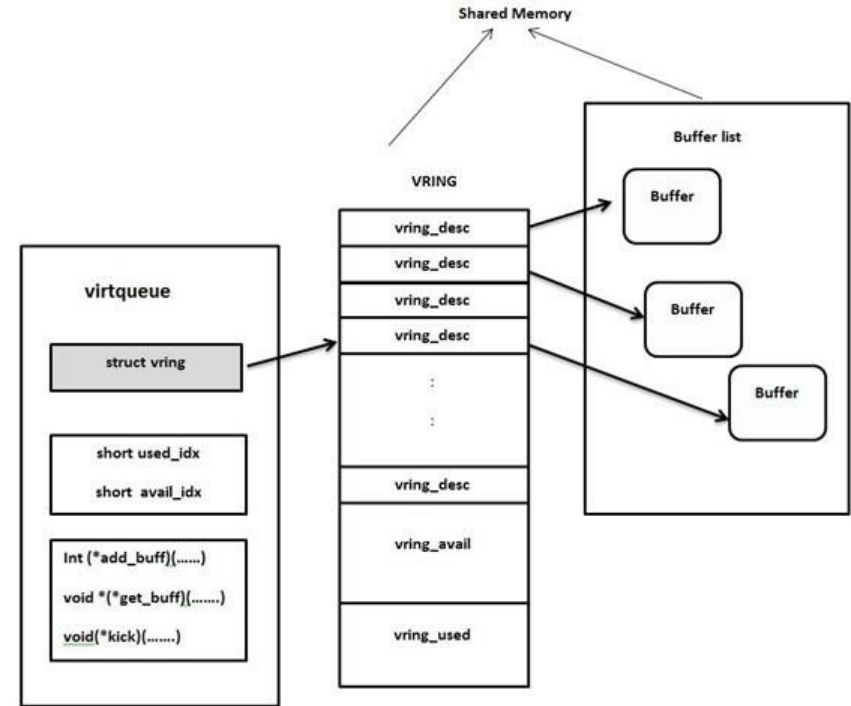 Shared Memory
virtqueue
struct vring
short used_idx
short avail_idx
Int (*add_buff)(......)
void *(*get_buff)(.......)
void(*kick)(.......)
VRING
vring_desc
vring_desc
vring_desc
vring_desc
:
:
vring_desc
vring_avail
vring_used
Buffer list
Buffer
Buffer
Buffer